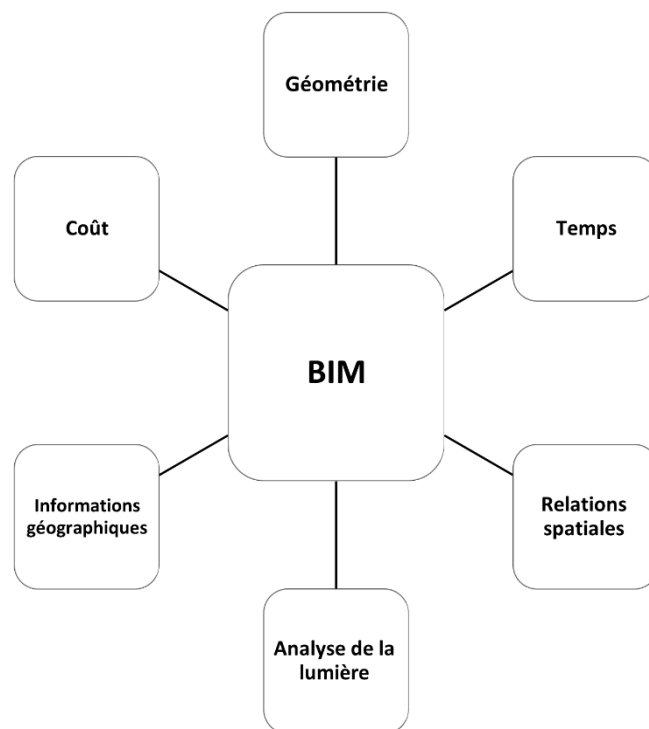 Géométrie
Coût
Temps
BIM
Informations
géographiques
Relations
spatiales
Analyse de la
lumière